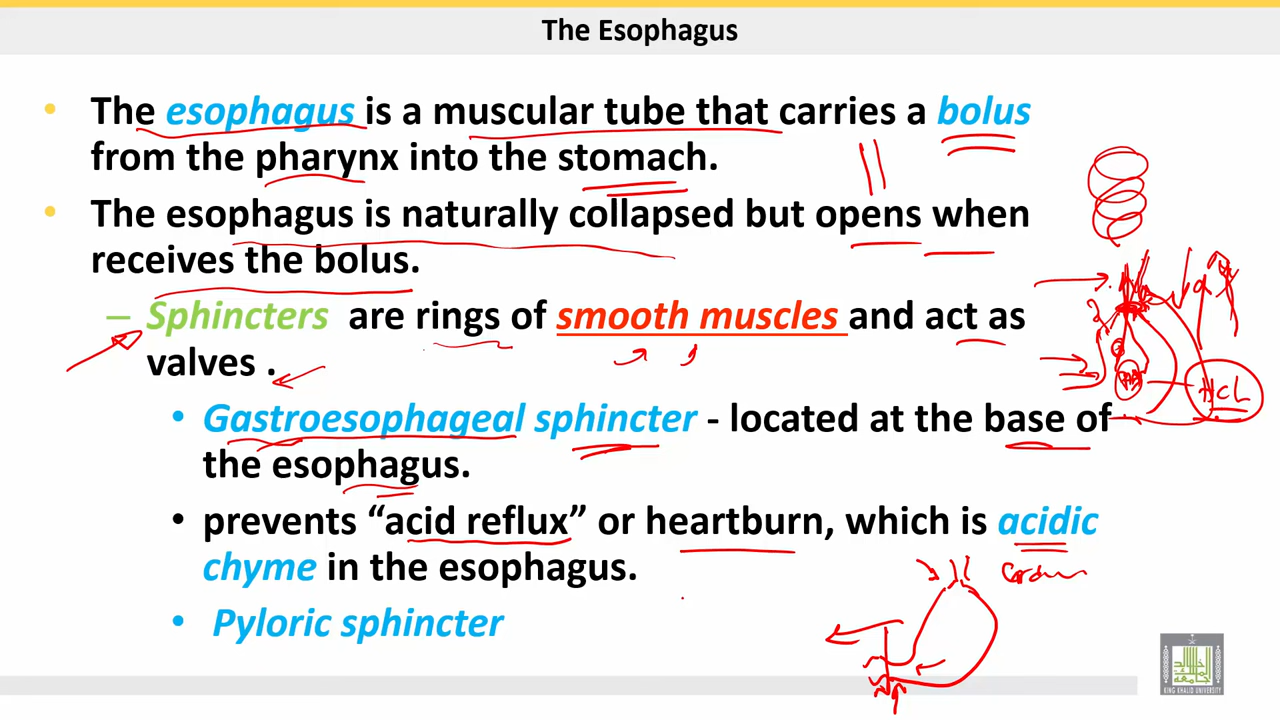 The Esophagus
• The esophagus is a muscular tube that carries a bolus
from the pharynx into the stomach.
• The esophagus is naturally collapsed but opens when
receives the bolus.
– Sphincters are rings of smooth muscles and act as
valves .
HCL
• Gastroesophageal sphincter - located at the base of
the esophagus.
• prevents “acid reflux” or heartburn, which is acidic
chyme in the esophagus.
• Pyloric sphincter
KING KHALID UNIVERSITY